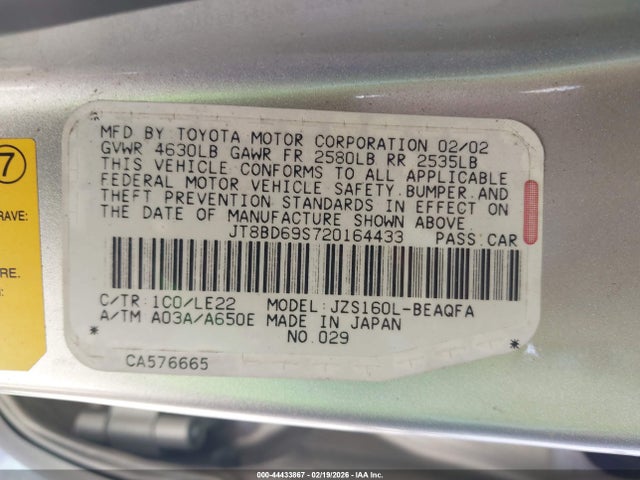 7
RAVE:
RE.
MFD BY TOYOTA MOTOR CORPORATION 02/02
GVWR 4630LB GAWR FR 2580LB RR 2535LB
THIS VEHICLE CONFORMS TO ALL APPLICABLE
FEDERAL MOTOR VEHICLE SAFETY.BUMPER.AND
THEFT PREVENTION STANDARDS IN EFFECT ON
THE DATE OF MANUFACTURE SHOWN ABOVE.
JT8BD69S720164433 PASS.CAR
C/TR:1C0/LE22 MODEL:JZS160L-BEAQFA
A/TM A03A/A650E MADE IN JAPAN
* NO.029 *
CA576665
000-44433867 - 02/19/2026 - IAA Inc.